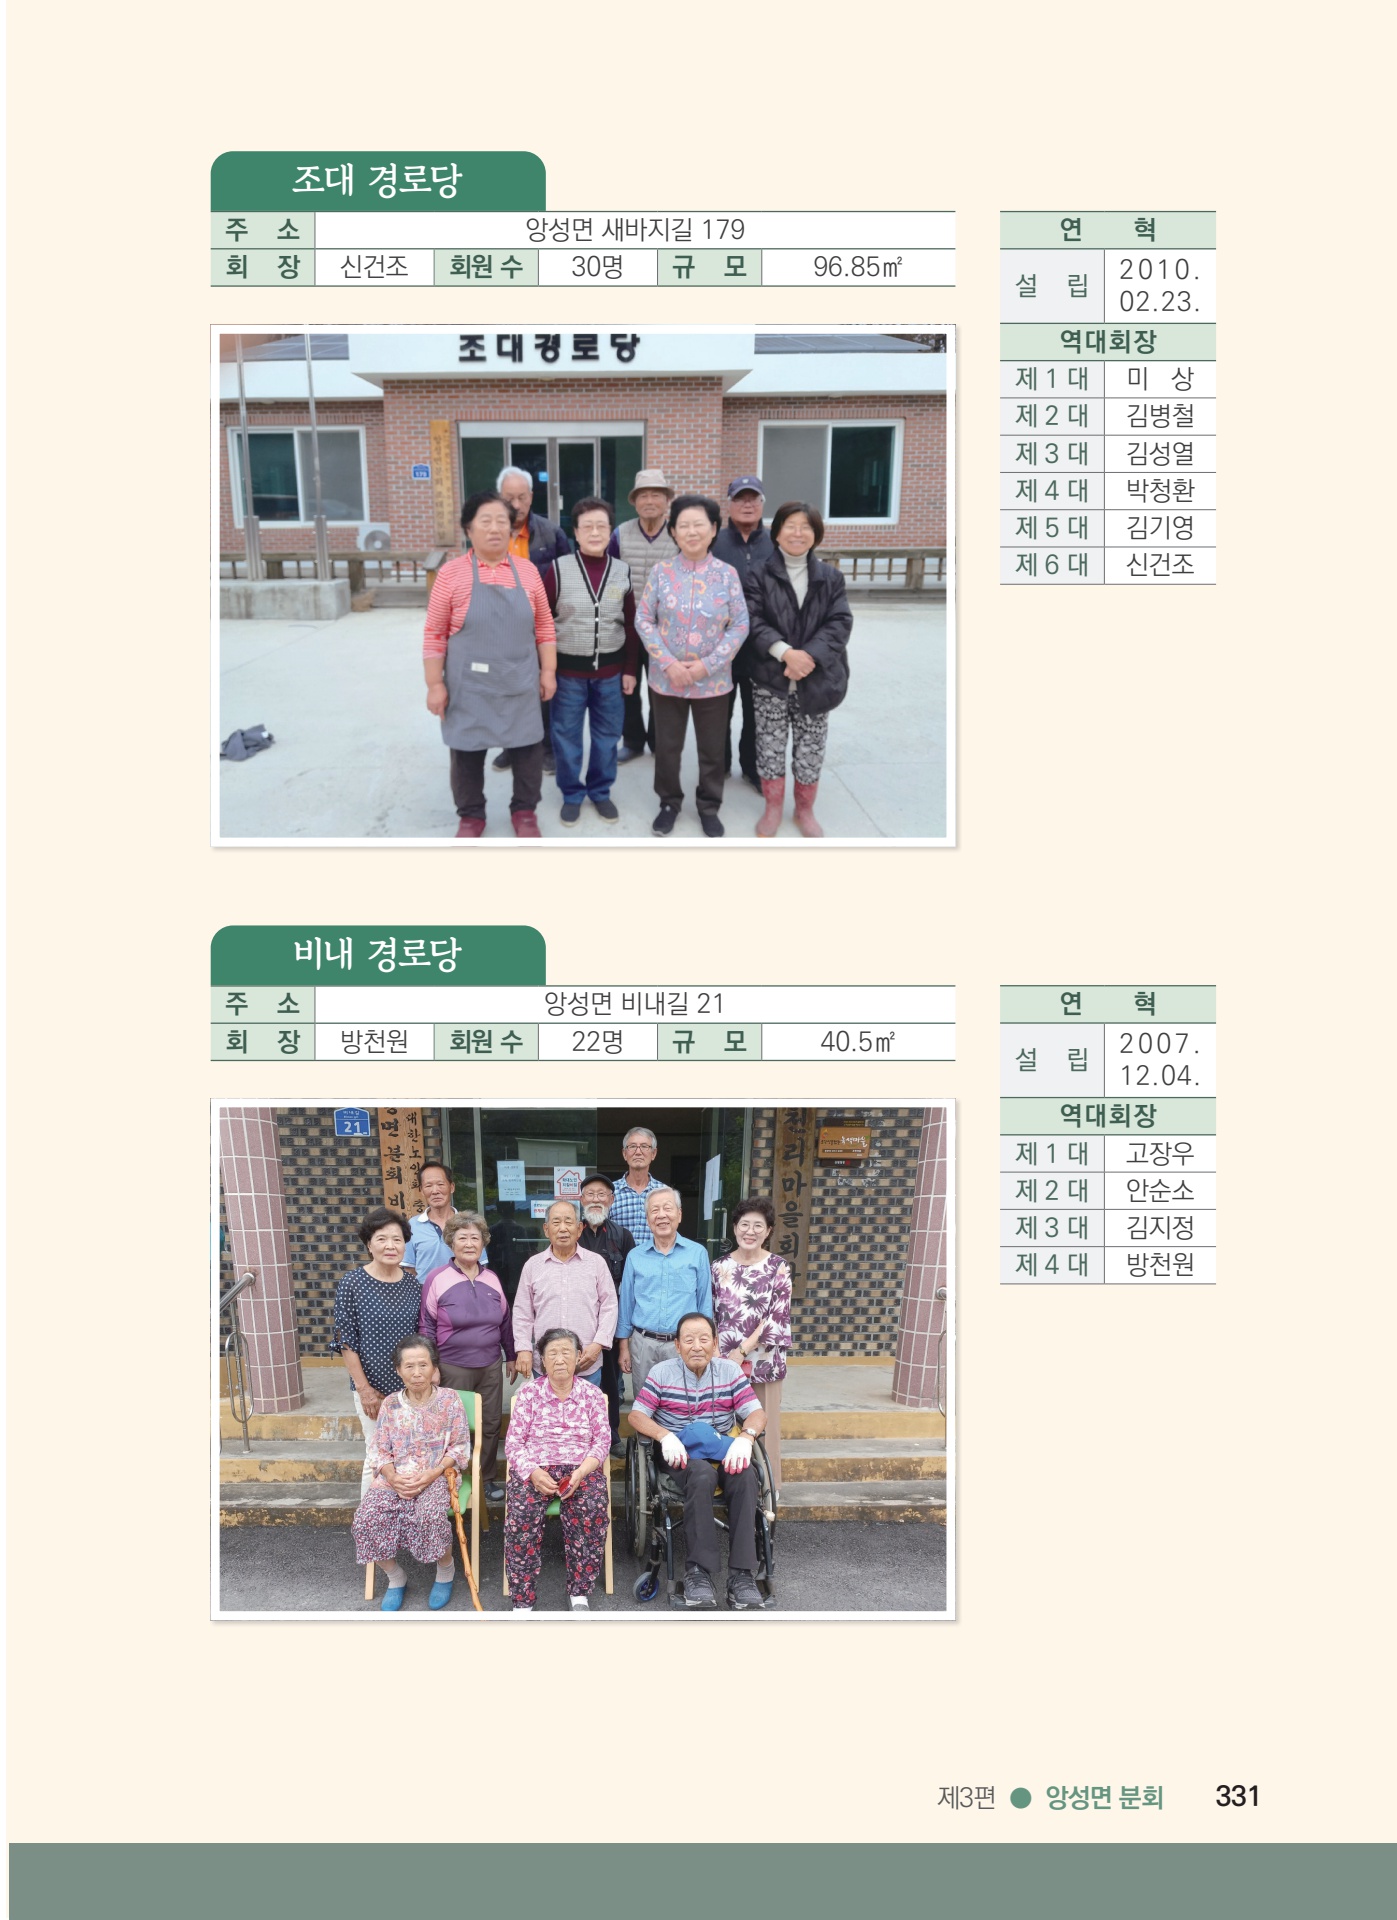 조대 경로당
주 소 앙성면 새바지길 179
회 장 신건조 회원 수 30명 규 모 96.85㎡
연 혁
설 립 2010. 02.23.
역대회장
제 1 대 미 상
제 2 대 김병철
제 3 대 김성열
제 4 대 박청환
제 5 대 김기영
제 6 대 신건조
조대경로당
비내 경로당
주 소 앙성면 비내길 21
회 장 방천원 회원 수 22명 규 모 40.5㎡
연 혁
설 립 2007. 12.04.
역대회장
제 1 대 고장우
제 2 대 안순소
제 3 대 김지정
제 4 대 방천원
비내길
21
대한노인회 충
성면 분회 비
리마을회
제3편 ● 앙성면 분회 331